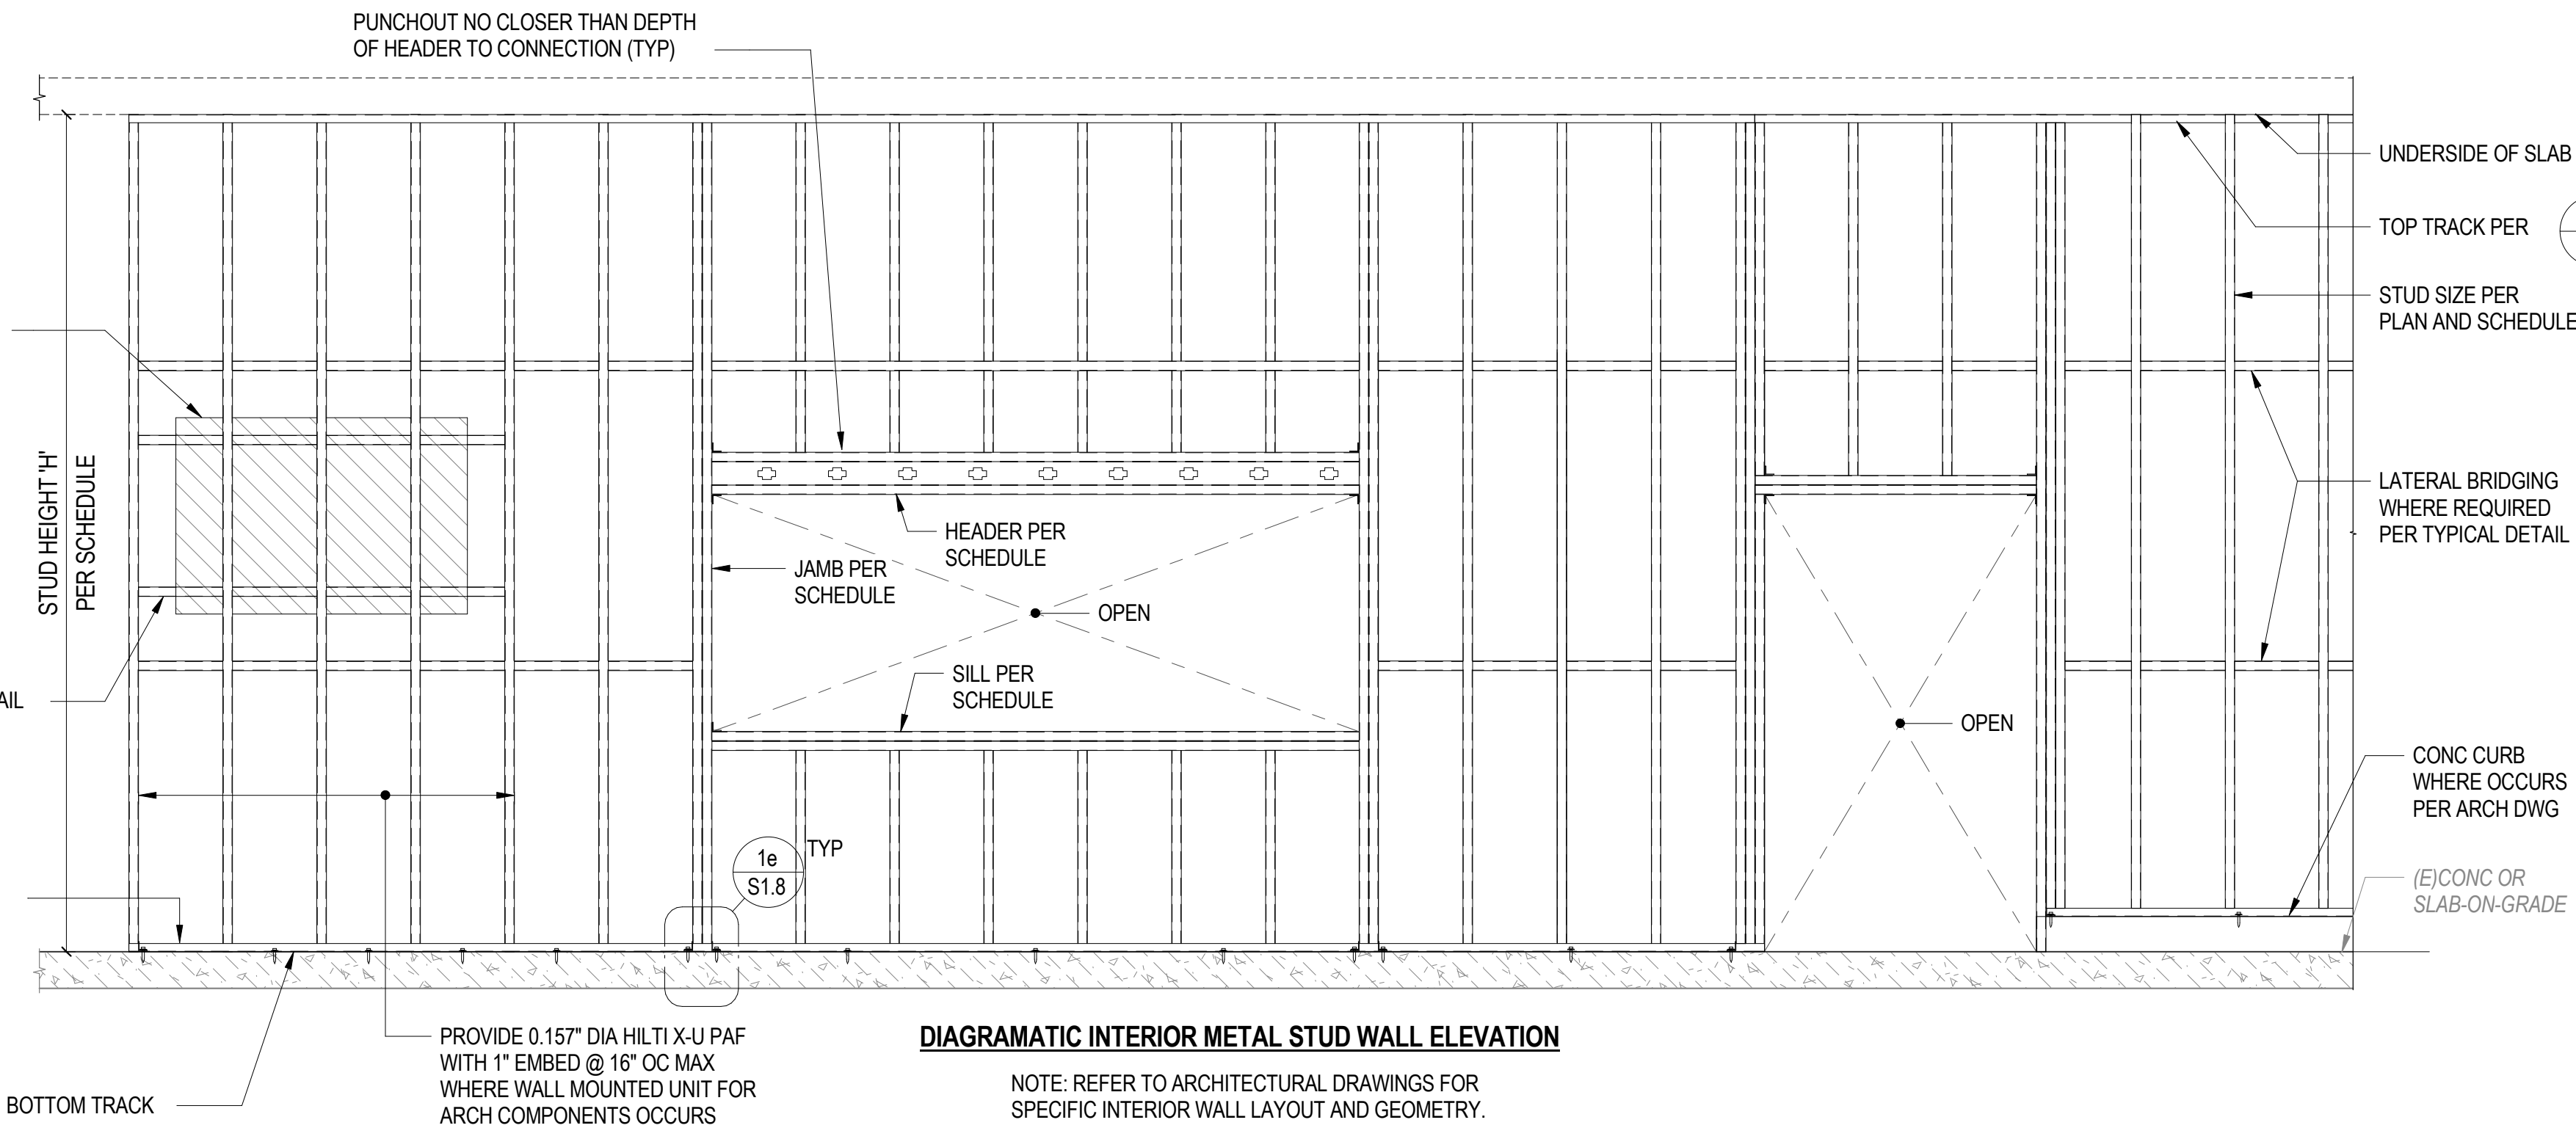 PUNCHOUT NO CLOSER THAN DEPTH
OF HEADER TO CONNECTION (TYP)
UNDERSIDE OF SLAB
TOP TRACK PER
STUD SIZE PER
PLAN AND SCHEDULE
STUD HEIGHT 'H'
PER SCHEDULE
LATERAL BRIDGING
WHERE REQUIRED
PER TYPICAL DETAIL
HEADER PER
SCHEDULE
JAMB PER
SCHEDULE
OPEN
SILL PER
SCHEDULE
AIL
OPEN
CONC CURB
WHERE OCCURS
PER ARCH DWG
1e
S1.8
TYP
(E)CONC OR
SLAB-ON-GRADE
PROVIDE 0.157" DIA HILTI X-U PAF
WITH 1" EMBED @ 16" OC MAX
WHERE WALL MOUNTED UNIT FOR
ARCH COMPONENTS OCCURS
BOTTOM TRACK
DIAGRAMATIC INTERIOR METAL STUD WALL ELEVATION
NOTE: REFER TO ARCHITECTURAL DRAWINGS FOR
SPECIFIC INTERIOR WALL LAYOUT AND GEOMETRY.